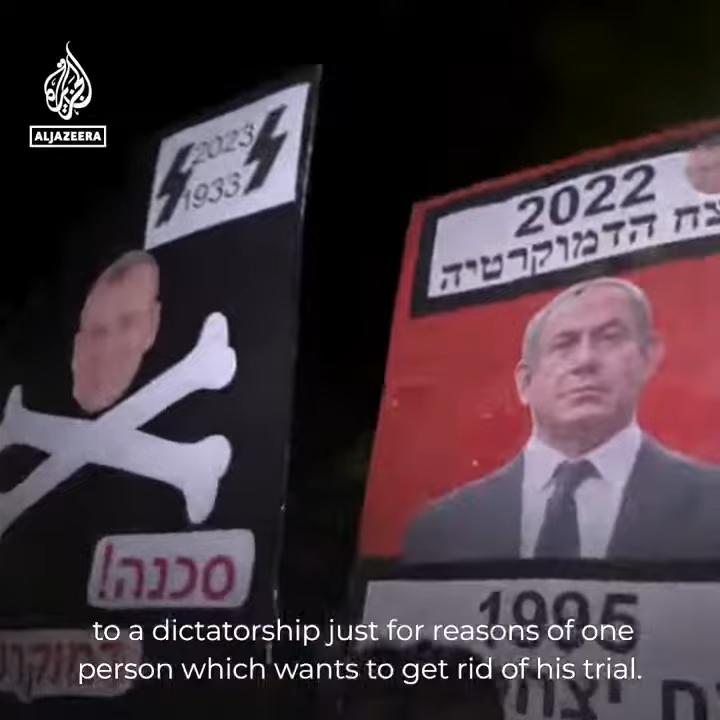 ALJAZEERA
2023
1933
2022
הדמוקרטיה
סכנה!
1995
to a dictatorship just for reasons of one
person which wants to get rid of his trial.